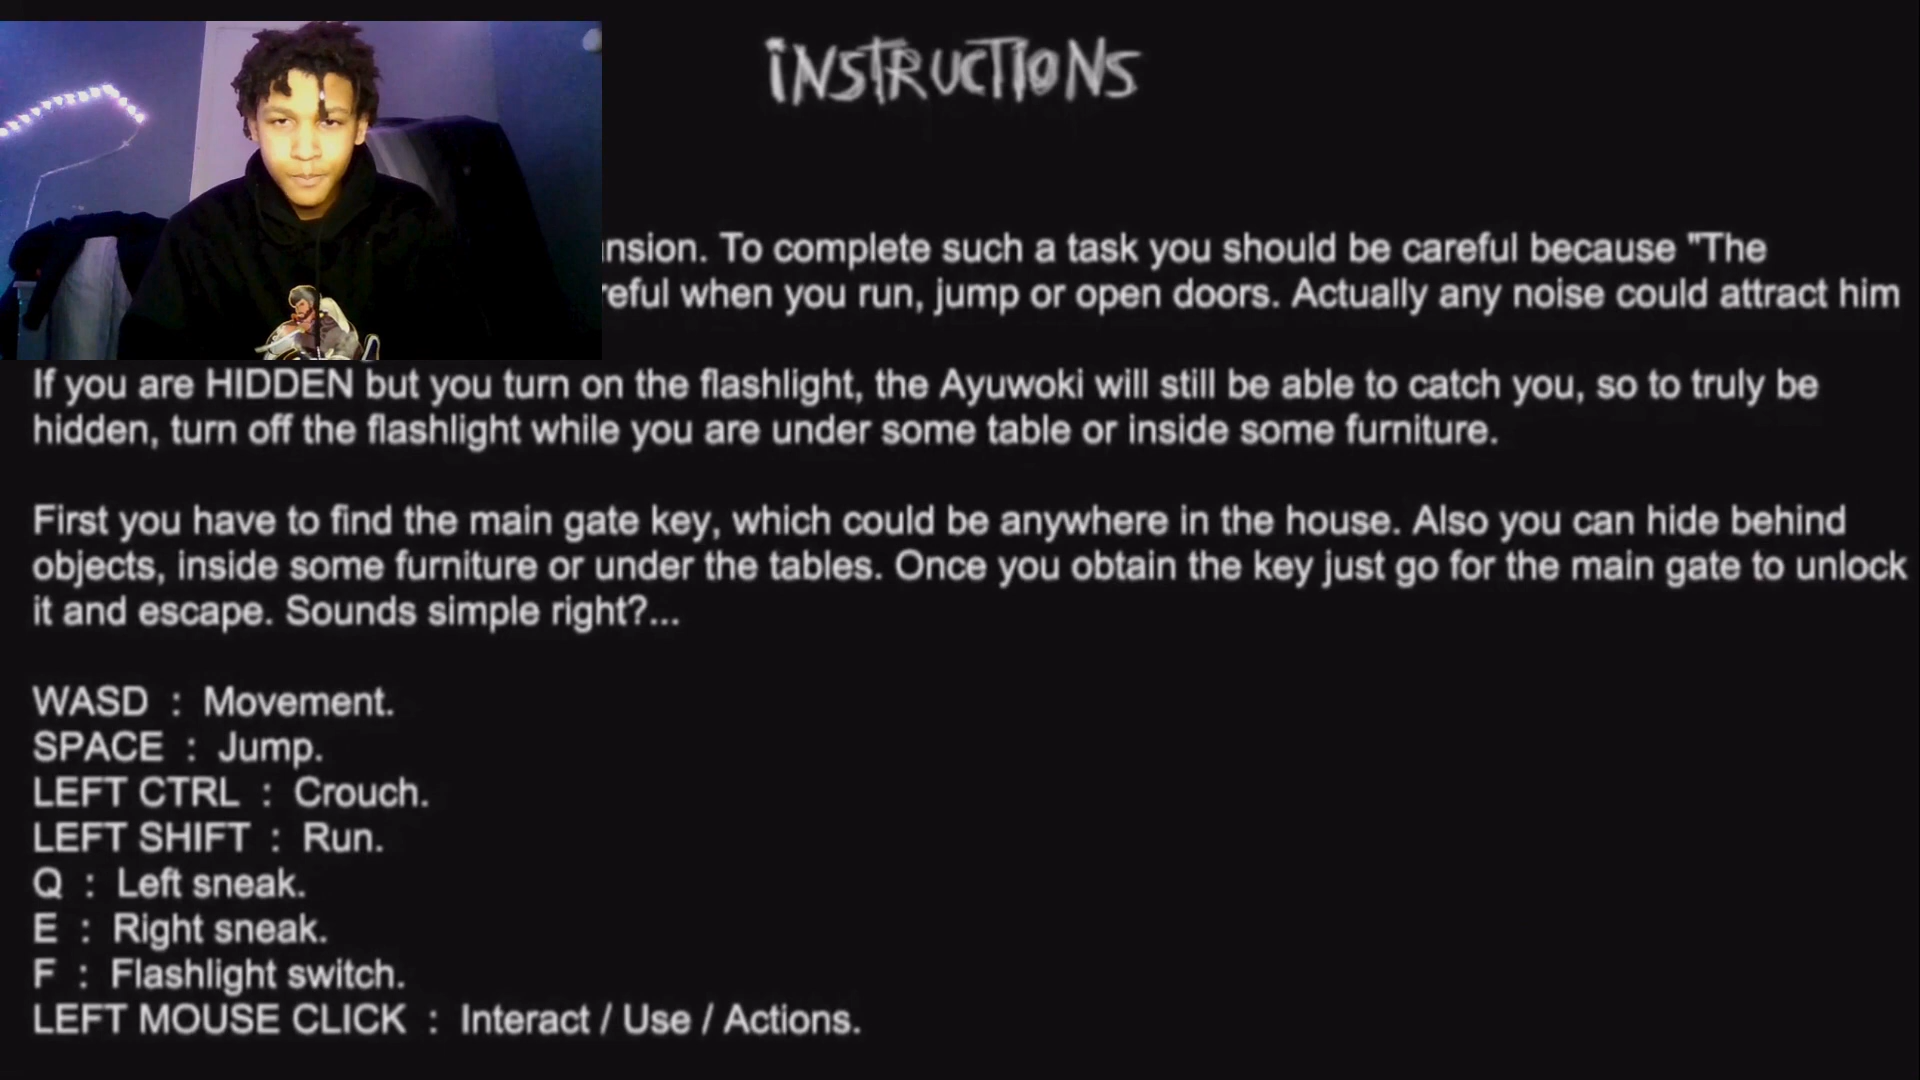 INSTRUCTIONS
nsion. To complete such a task you should be careful because "The
reful when you run, jump or open doors. Actually any noise could attract him
If you are HIDDEN but you turn on the flashlight, the Ayuwoki will still be able to catch you, so to truly be
hidden, turn off the flashlight while you are under some table or inside some furniture.
First you have to find the main gate key, which could be anywhere in the house. Also you can hide behind
objects, inside some furniture or under the tables. Once you obtain the key just go for the main gate to unlock
it and escape. Sounds simple right?...
WASD : Movement.
SPACE : Jump.
LEFT CTRL : Crouch.
LEFT SHIFT : Run.
Q : Left sneak.
E : Right sneak.
F : Flashlight switch.
LEFT MOUSE CLICK : Interact / Use / Actions.